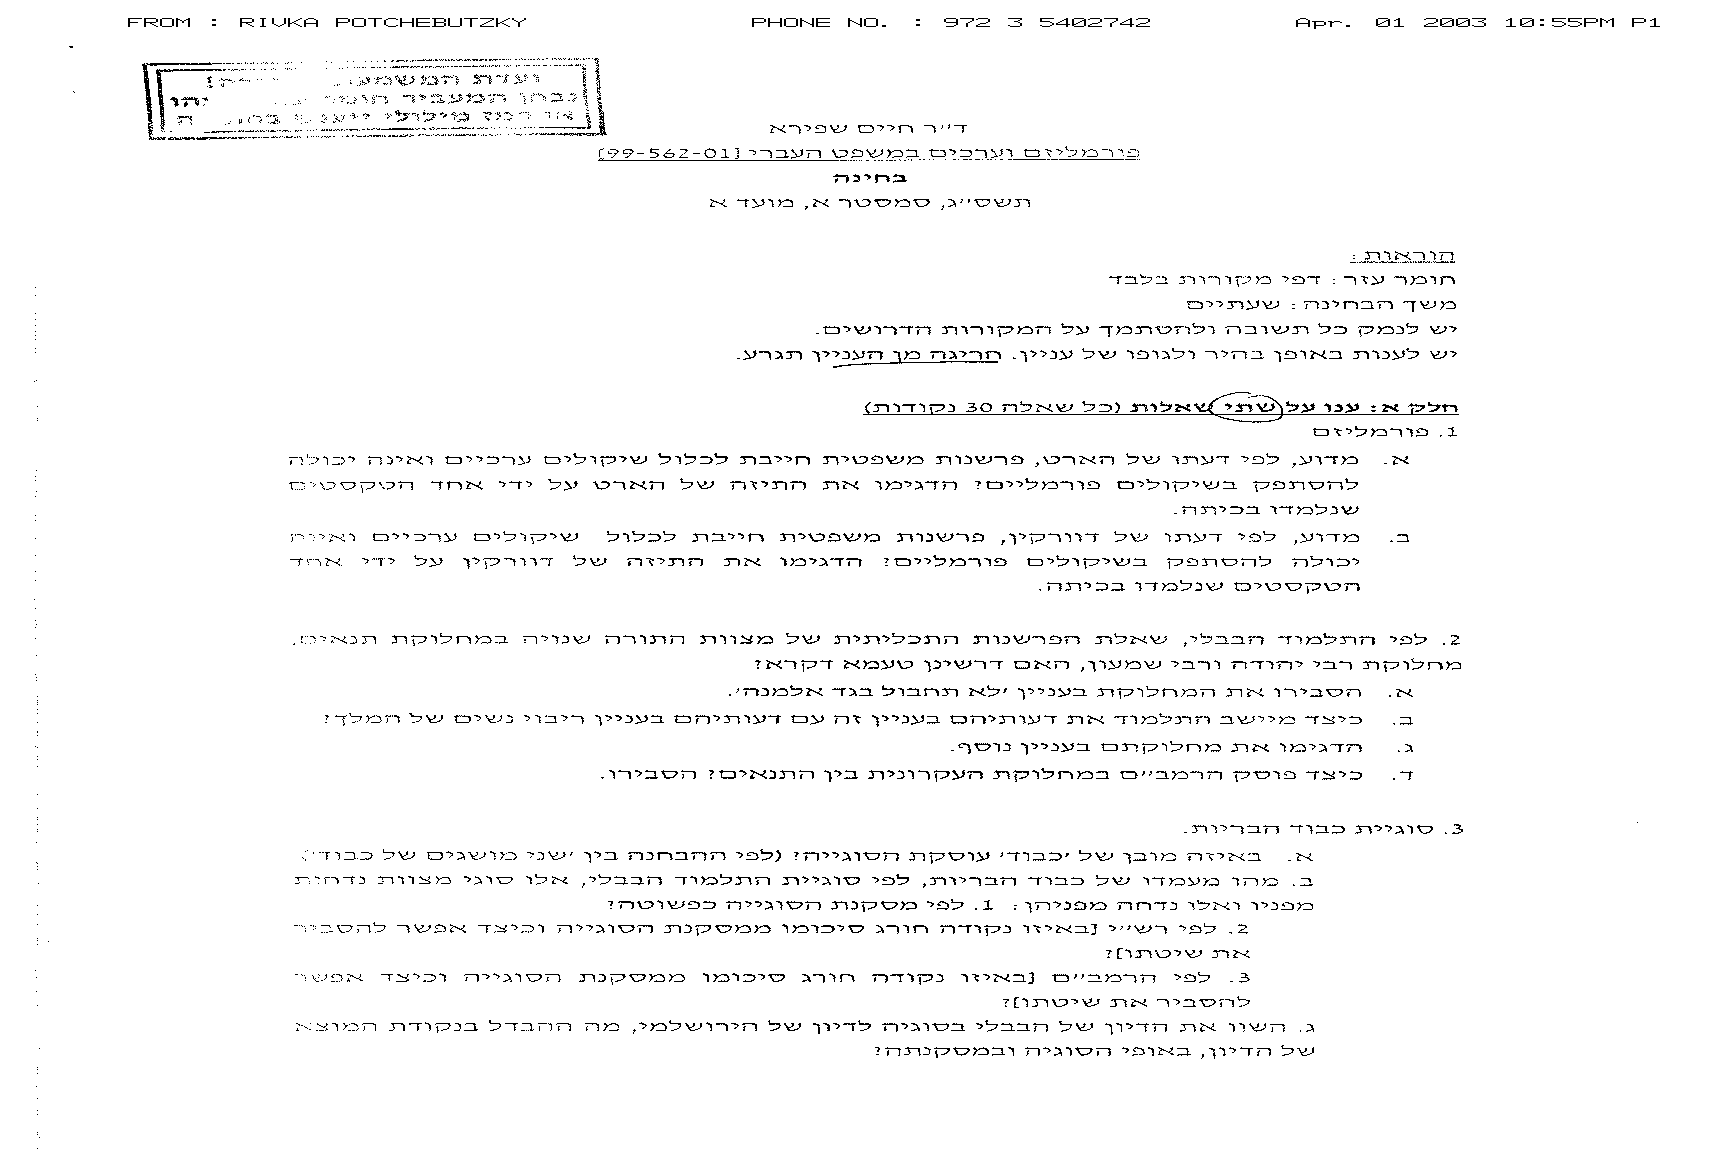 FROM : RIVKA POTCHEBUTZKY PHONE NO. : 972 3 5402742 Apr. 01 2003 10:55PM P1
ועדת המשמעת
נבחן המעביר חומר
או רמז מילולי ייענש
ד״ר חיים שפירא
פורמליזם וערכים במשפט העברי [99-562-01]
בחינה
תשס״ג, סמסטר א, מועד א
הוראות:
חומר עזר: דפי מקורות בלבד
משך הבחינה: שעתיים
יש לנמק כל תשובה ולהסתמך על המקורות הדרושים.
יש לענות באופן בהיר ולגופו של עניין. חריגה מן העניין תגרע.
חלק א: ענו על שתי שאלות (כל שאלה 30 נקודות)
1. פורמליזם
א. מדוע, לפי דעתו של הארט, פרשנות משפטית חייבת לכלול שיקולים ערכיים ואינה יכולה
להסתפק בשיקולים פורמליים? הדגימו את התיזה של הארט על ידי אחד הטקסטים
שנלמדו בכיתה.
ב. מדוע, לפי דעתו של דוורקין, פרשנות משפטית חייבת לכלול שיקולים ערכיים ואינה
יכולה להסתפק בשיקולים פורמליים? הדגימו את התיזה של דוורקין על ידי אחד
הטקסטים שנלמדו בכיתה.
2. לפי התלמוד הבבלי, שאלת הפרשנות התכליתית של מצוות התורה שנויה במחלוקת תנאים,
מחלוקת רבי יהודה ורבי שמעון, האם דרשינן טעמא דקרא?
א. הסבירו את המחלוקת בעניין ׳לא תחבול בגד אלמנה׳.
ב. כיצד מיישב התלמוד את דעותיהם בעניין זה עם דעותיהם בעניין ריבוי נשים של המלך?
ג. הדגימו את מחלוקתם בעניין נוסף.
ד. כיצד פוסק הרמב״ם במחלוקת העקרונית בין התנאים? הסבירו.
3. סוגיית כבוד הבריות.
א. באיזה מובן של ׳כבוד׳ עוסקת הסוגייה? (לפי ההבחנה בין ׳שני מושגים של כבוד׳).
ב. מהו מעמדו של כבוד הבריות, לפי סוגיית התלמוד הבבלי, אלו סוגי מצוות נדחות
מפניו ואלו נדחה מפניהן: 1. לפי מסקנת הסוגייה כפשוטה?
2. לפי רש״י [באיזו נקודה חורג סיכומו ממסקנת הסוגייה וכיצד אפשר להסביר
את שיטתו]?
3. לפי הרמב״ם [באיזו נקודה חורג סיכומו ממסקנת הסוגייה וכיצד אפשר
להסביר את שיטתו]?
ג. השוו את הדיון של הבבלי בסוגיה לדיון של הירושלמי, מה ההבדל בנקודת המוצא
של הדיון, באופי הסוגיה ובמסקנתה?